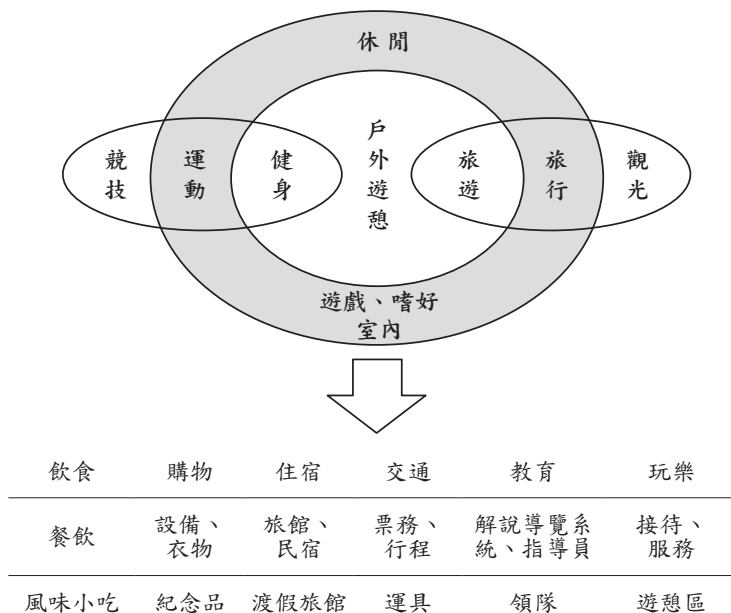 休閒
競技
運動
健身
戶外遊憩
旅遊
旅行
觀光
遊戲、嗜好
室內
飲食 購物 住宿 交通 教育 玩樂
餐飲 設備、衣物 旅館、民宿 票務、行程 解說導覽系統、指導員 接待、服務
風味小吃 紀念品 渡假旅館 運具 領隊 遊憩區